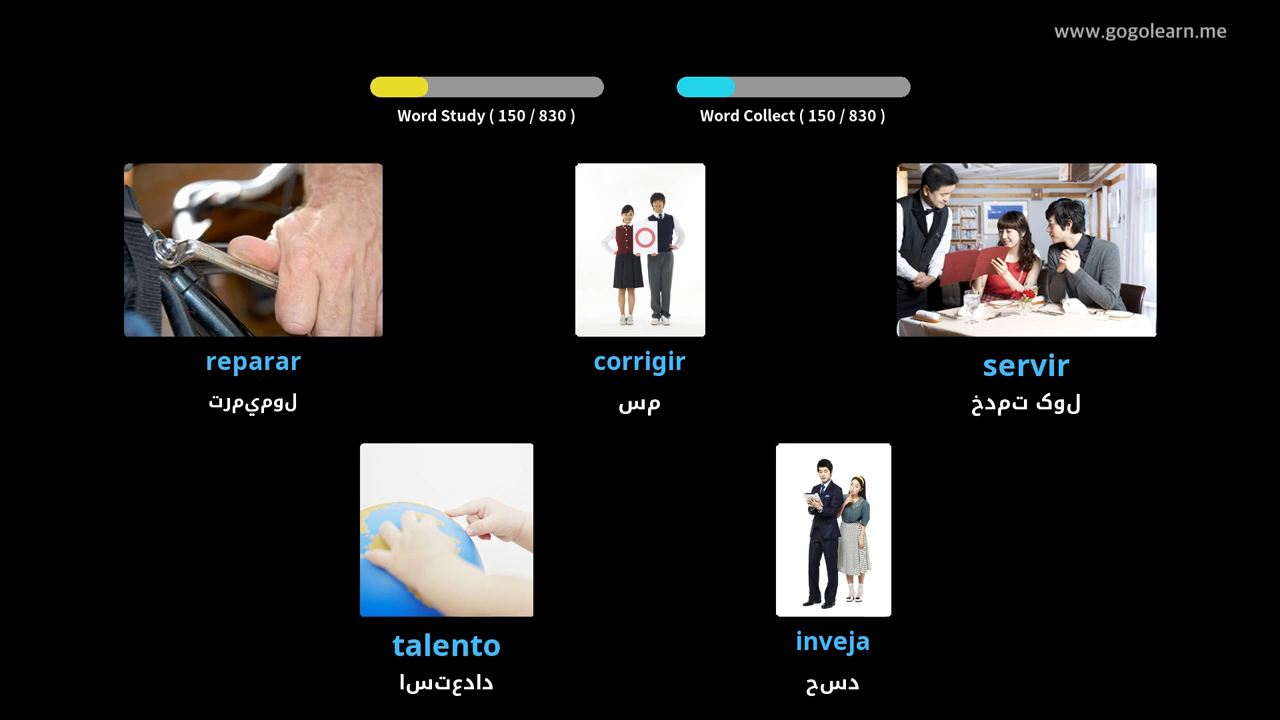 www.gogolearn.me
Word Study ( 150 / 830 )
Word Collect ( 150 / 830 )
reparar
لوميمرت
corrigir
مس
servir
لوک تمدخ
talento
دادعتسا
inveja
دسح